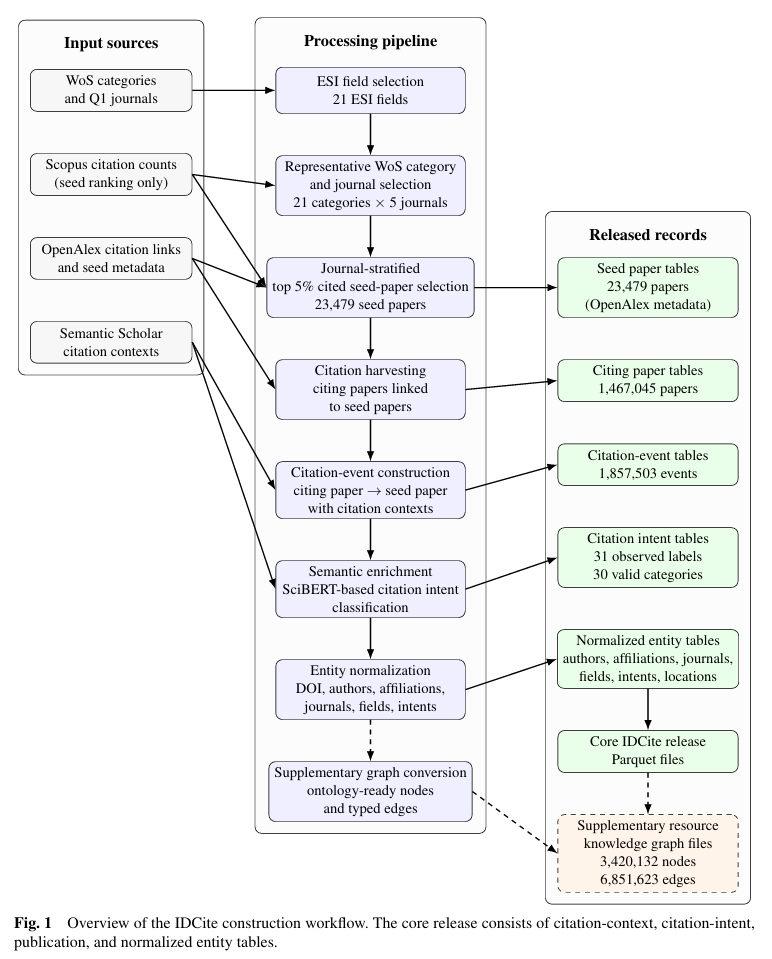 Input sources
WoS categories
and Q1 journals
Scopus citation counts
(seed ranking only)
OpenAlex citation links
and seed metadata
Semantic Scholar
citation contexts
Processing pipeline
ESI field selection
21 ESI fields
Representative WoS category
and journal selection
21 categories × 5 journals
Journal-stratified
top 5% cited seed-paper selection
23,479 seed papers
Citation harvesting
citing papers linked
to seed papers
Citation-event construction
citing paper → seed paper
with citation contexts
Semantic enrichment
SciBERT-based citation intent
classification
Entity normalization
DOI, authors, affiliations,
journals, fields, intents
Supplementary graph conversion
ontology-ready nodes
and typed edges
Released records
Seed paper tables
23,479 papers
(OpenAlex metadata)
Citing paper tables
1,467,045 papers
Citation-event tables
1,857,503 events
Citation intent tables
31 observed labels
30 valid categories
Normalized entity tables
authors, affiliations, journals,
fields, intents, locations
Core IDCite release
Parquet files
Supplementary resource
knowledge graph files
3,420,132 nodes
6,851,623 edges
Fig. 1 Overview of the IDCite construction workflow. The core release consists of citation-context, citation-intent,
publication, and normalized entity tables.